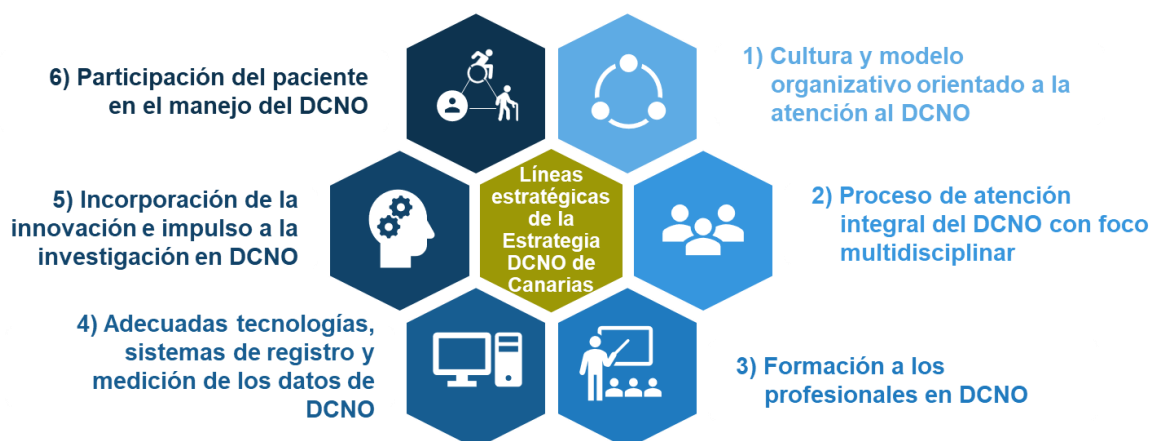 1) Cultura y modelo
organizativo orientado a la
atención al DCNO
2) Proceso de atención
integral del DCNO con foco
multidisciplinar
3) Formación a los
profesionales en DCNO
4) Adecuadas tecnologías,
sistemas de registro y
medición de los datos de
DCNO
5) Incorporación de la
innovación e impulso a la
investigación en DCNO
6) Participación del paciente
en el manejo del DCNO
Líneas
estratégicas
de la
Estrategia
DCNO de
Canarias